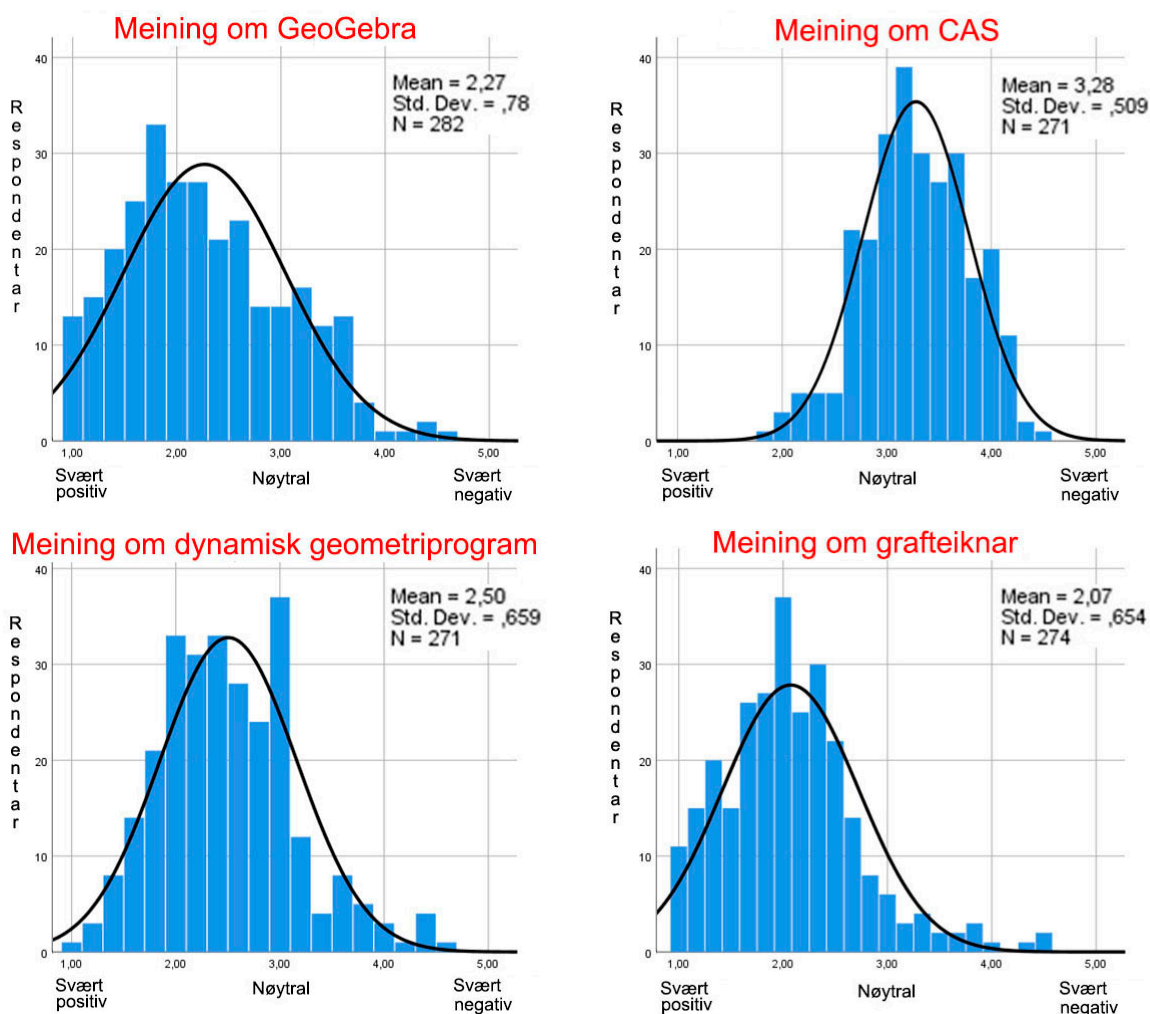 Meining om GeoGebra
Mean = 2,27
Std. Dev. = ,78
N = 282
Respondentar
40
30
20
10
0
1,00 2,00 3,00 4,00 5,00
Svært positiv
Nøytral
Svært negativ
Meining om CAS
Mean = 3,28
Std. Dev. = ,509
N = 271
Respondentar
40
30
20
10
0
1,00 2,00 3,00 4,00 5,00
Svært positiv
Nøytral
Svært negativ
Meining om dynamisk geometriprogram
Mean = 2,50
Std. Dev. = ,659
N = 271
Respondentar
40
30
20
10
0
1,00 2,00 3,00 4,00 5,00
Svært positiv
Nøytral
Svært negativ
Meining om grafteiknar
Mean = 2,07
Std. Dev. = ,654
N = 274
Respondentar
40
30
20
10
0
1,00 2,00 3,00 4,00 5,00
Svært positiv
Nøytral
Svært negativ